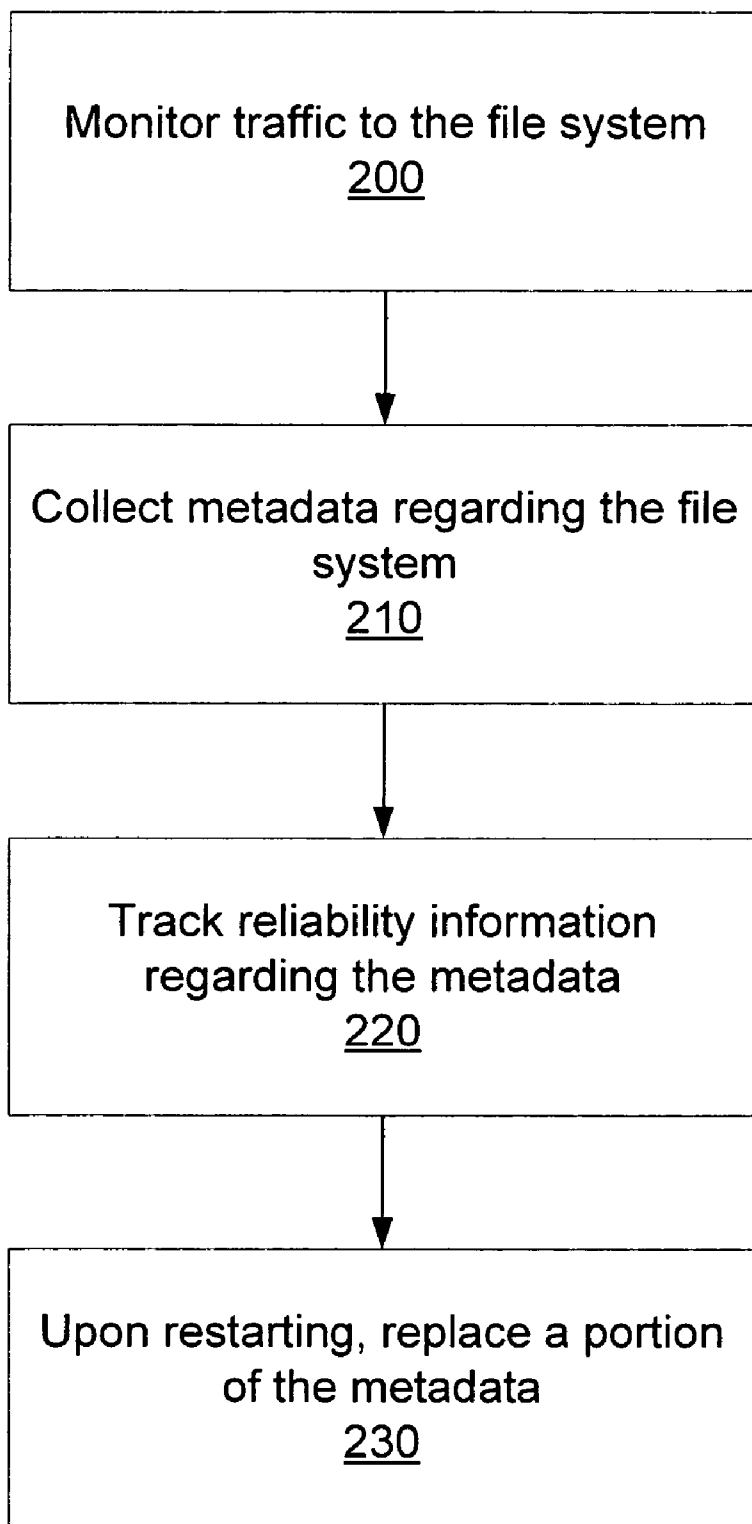 Monitor traffic to the file system
200
Collect metadata regarding the file
system
210
Track reliability information
regarding the metadata
220
Upon restarting, replace a portion
of the metadata
230